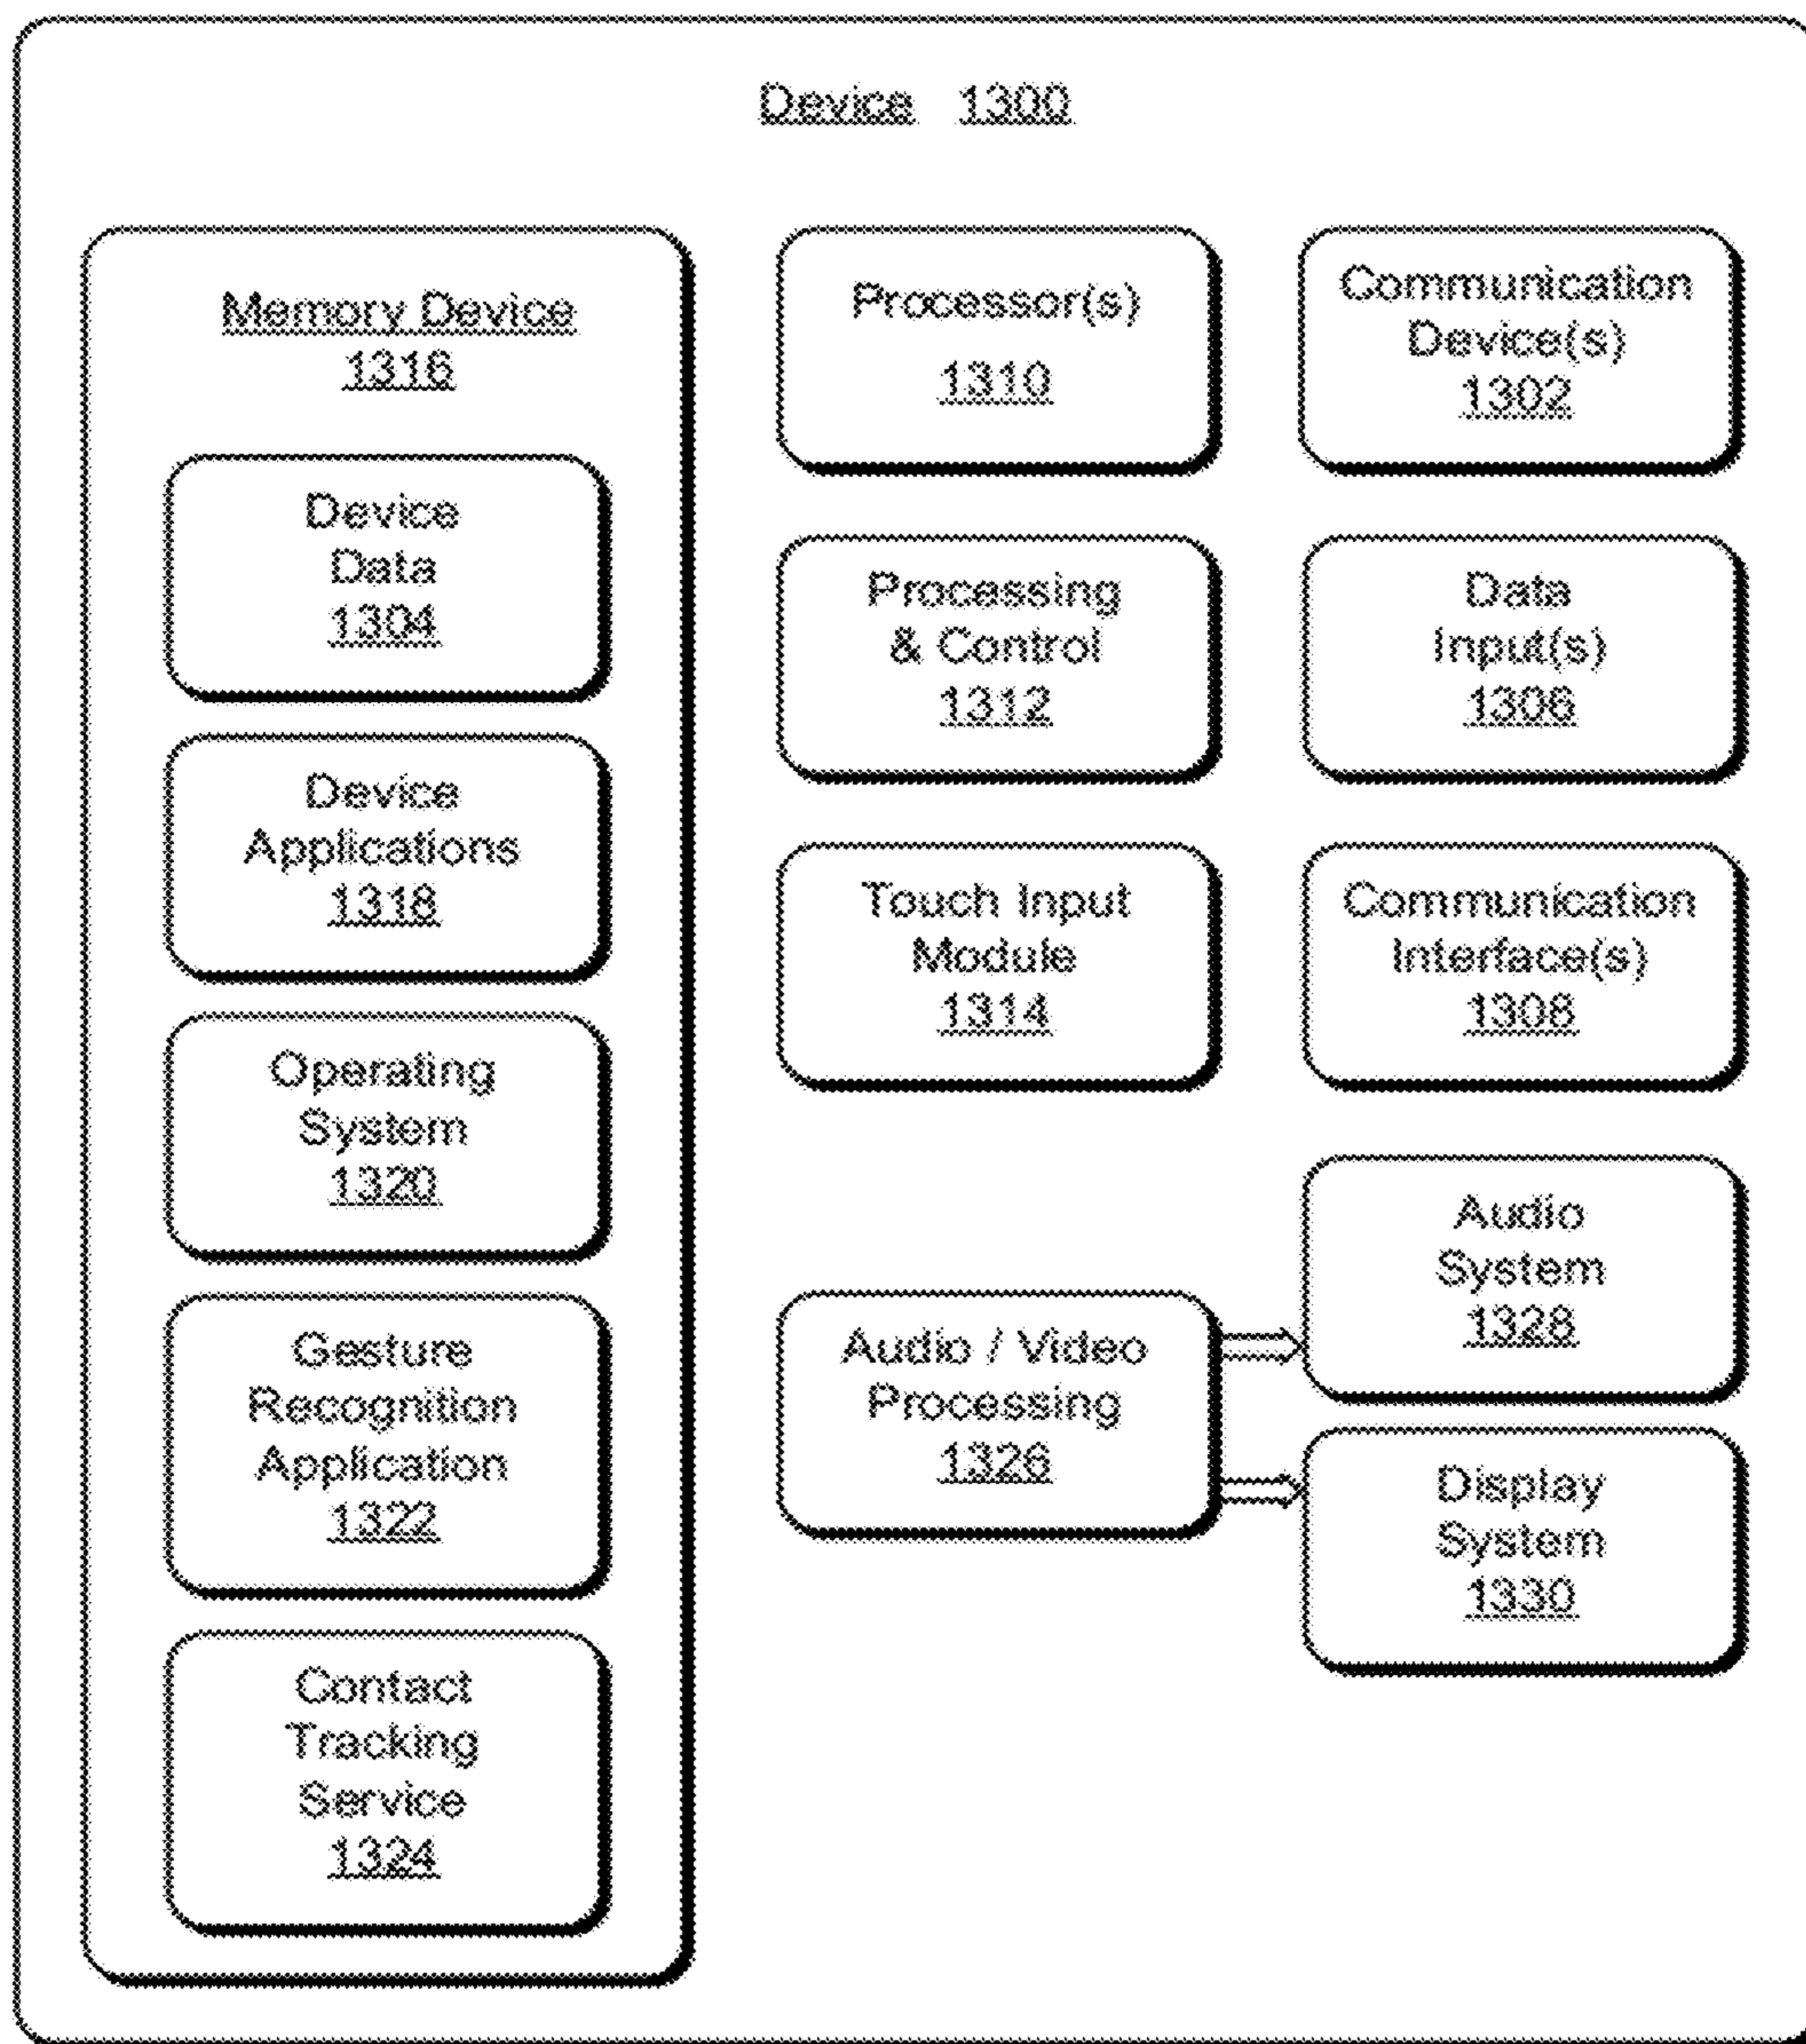 Device 1300
Memory Device
1316
Device
Data
1304
Device
Applications
1318
Operating
System
1320
Gesture
Recognition
Application
1322
Contact
Tracking
Service
1324
Processor(s)
1310
Processing
& Control
1312
Touch Input
Module
1314
Audio / Video
Processing
1326
Communication
Device(s)
1302
Data
Input(s)
1306
Communication
Interface(s)
1308
Audio
System
1328
Display
System
1330